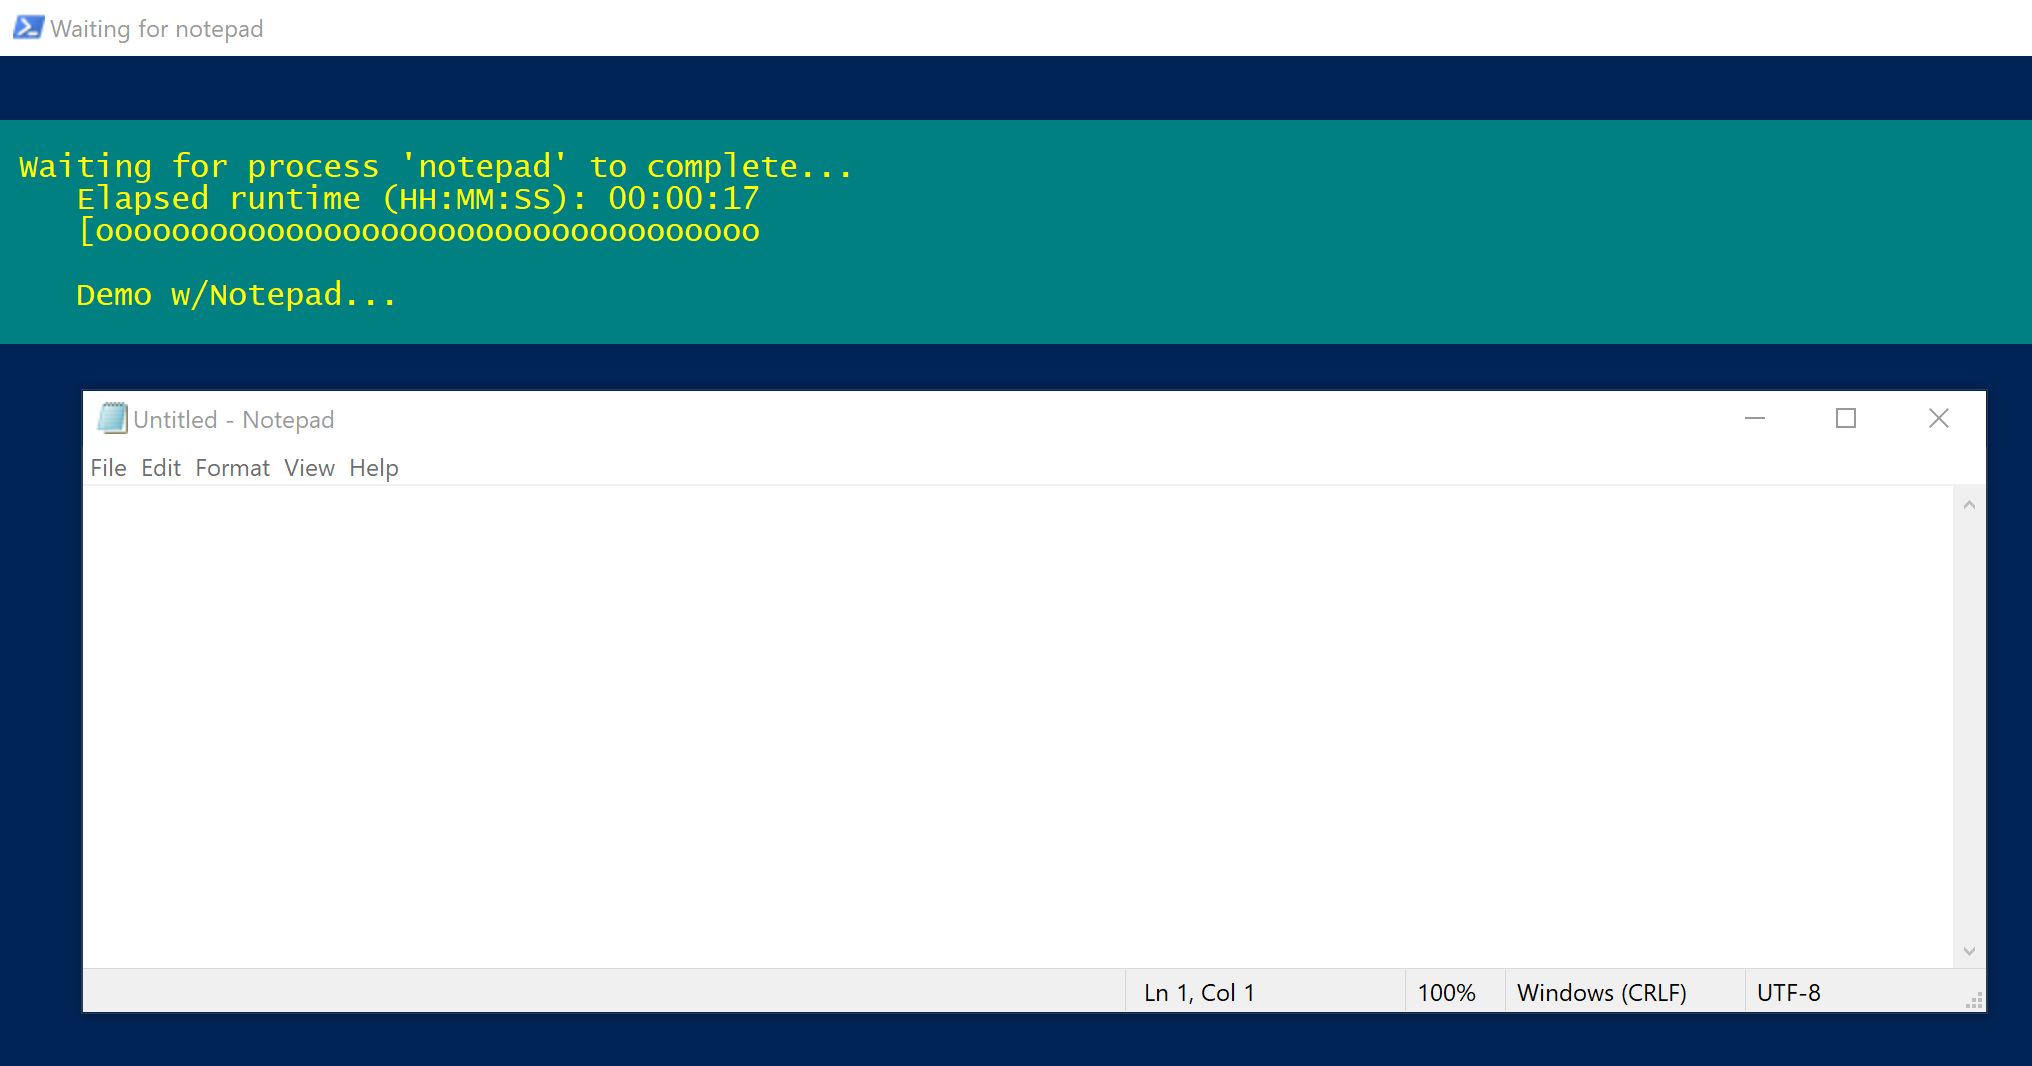 Waiting for notepad
Waiting for process 'notepad' to complete...
Elapsed runtime (HH:MM:SS): 00:00:17
[ooooooooooooooooooooooooooooooooooo
Demo w/Notepad...
Untitled - Notepad
File Edit Format View Help
Ln 1, Col 1 100% Windows (CRLF) UTF-8